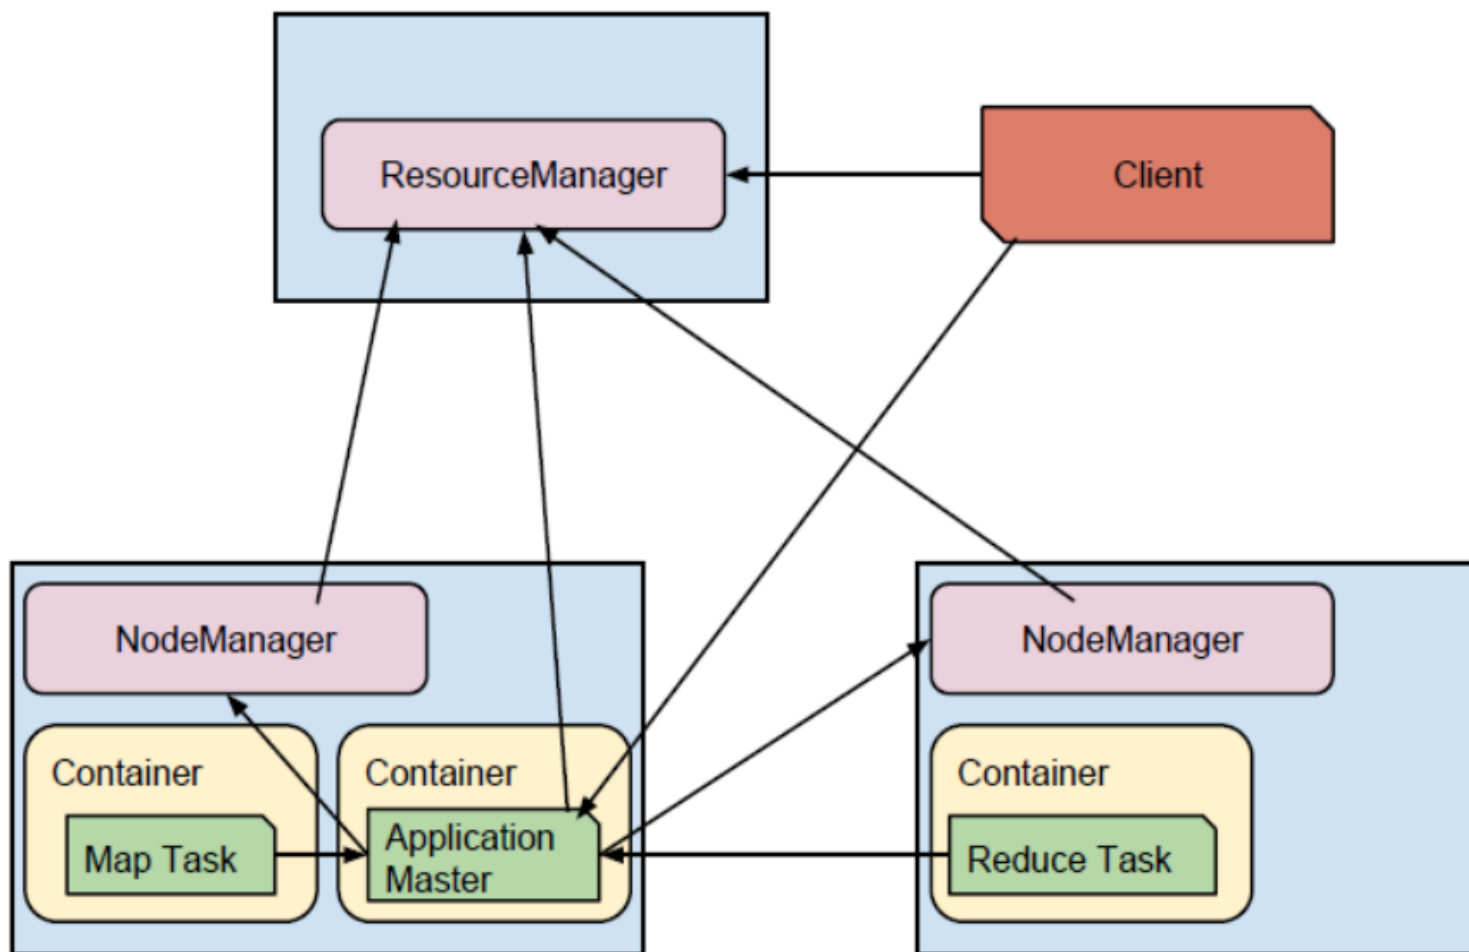 ResourceManager
Client
NodeManager
NodeManager
Container
Container
Container
Map Task
Application
Master
Reduce Task